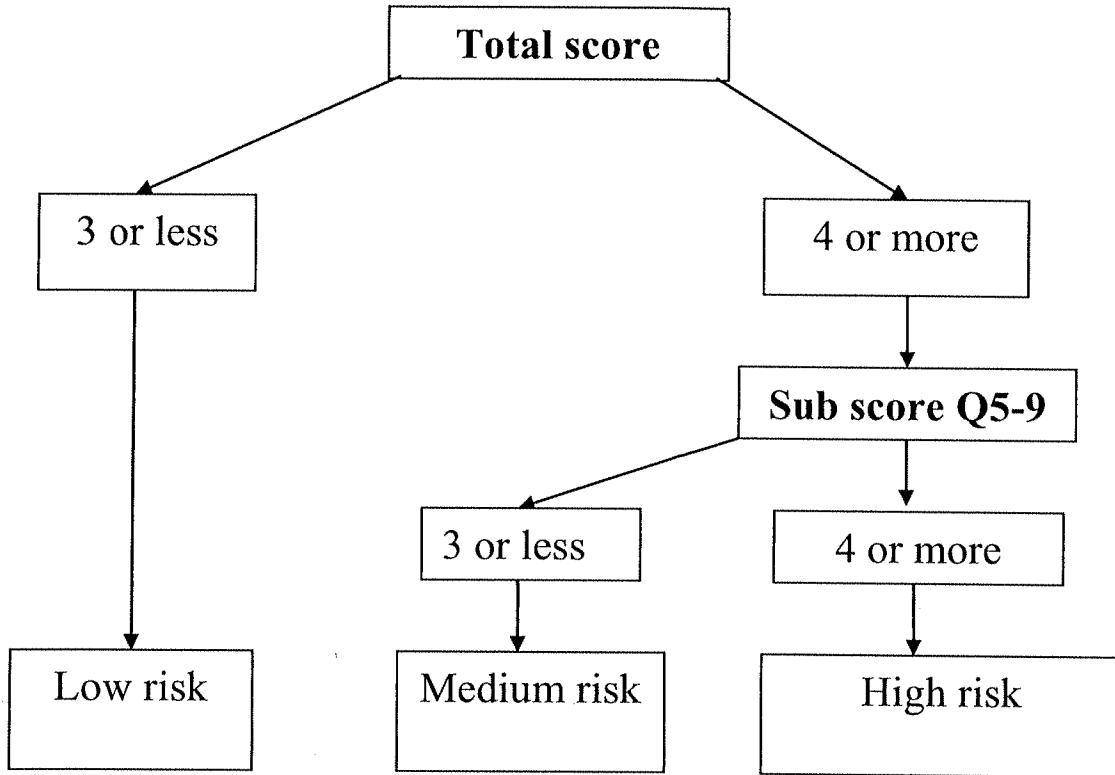 Total score
3 or less
4 or more
Sub score Q5-9
3 or less
4 or more
Low risk
Medium risk
High risk